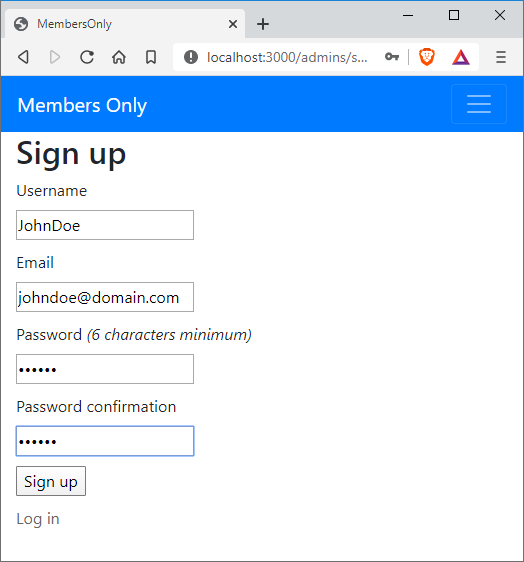 MembersOnly
localhost:3000/admins/s...
Members Only
Sign up
Username
JohnDoe
Email
johndoe@domain.com
Password (6 characters minimum)
••••••
Password confirmation
••••••
Sign up
Log in